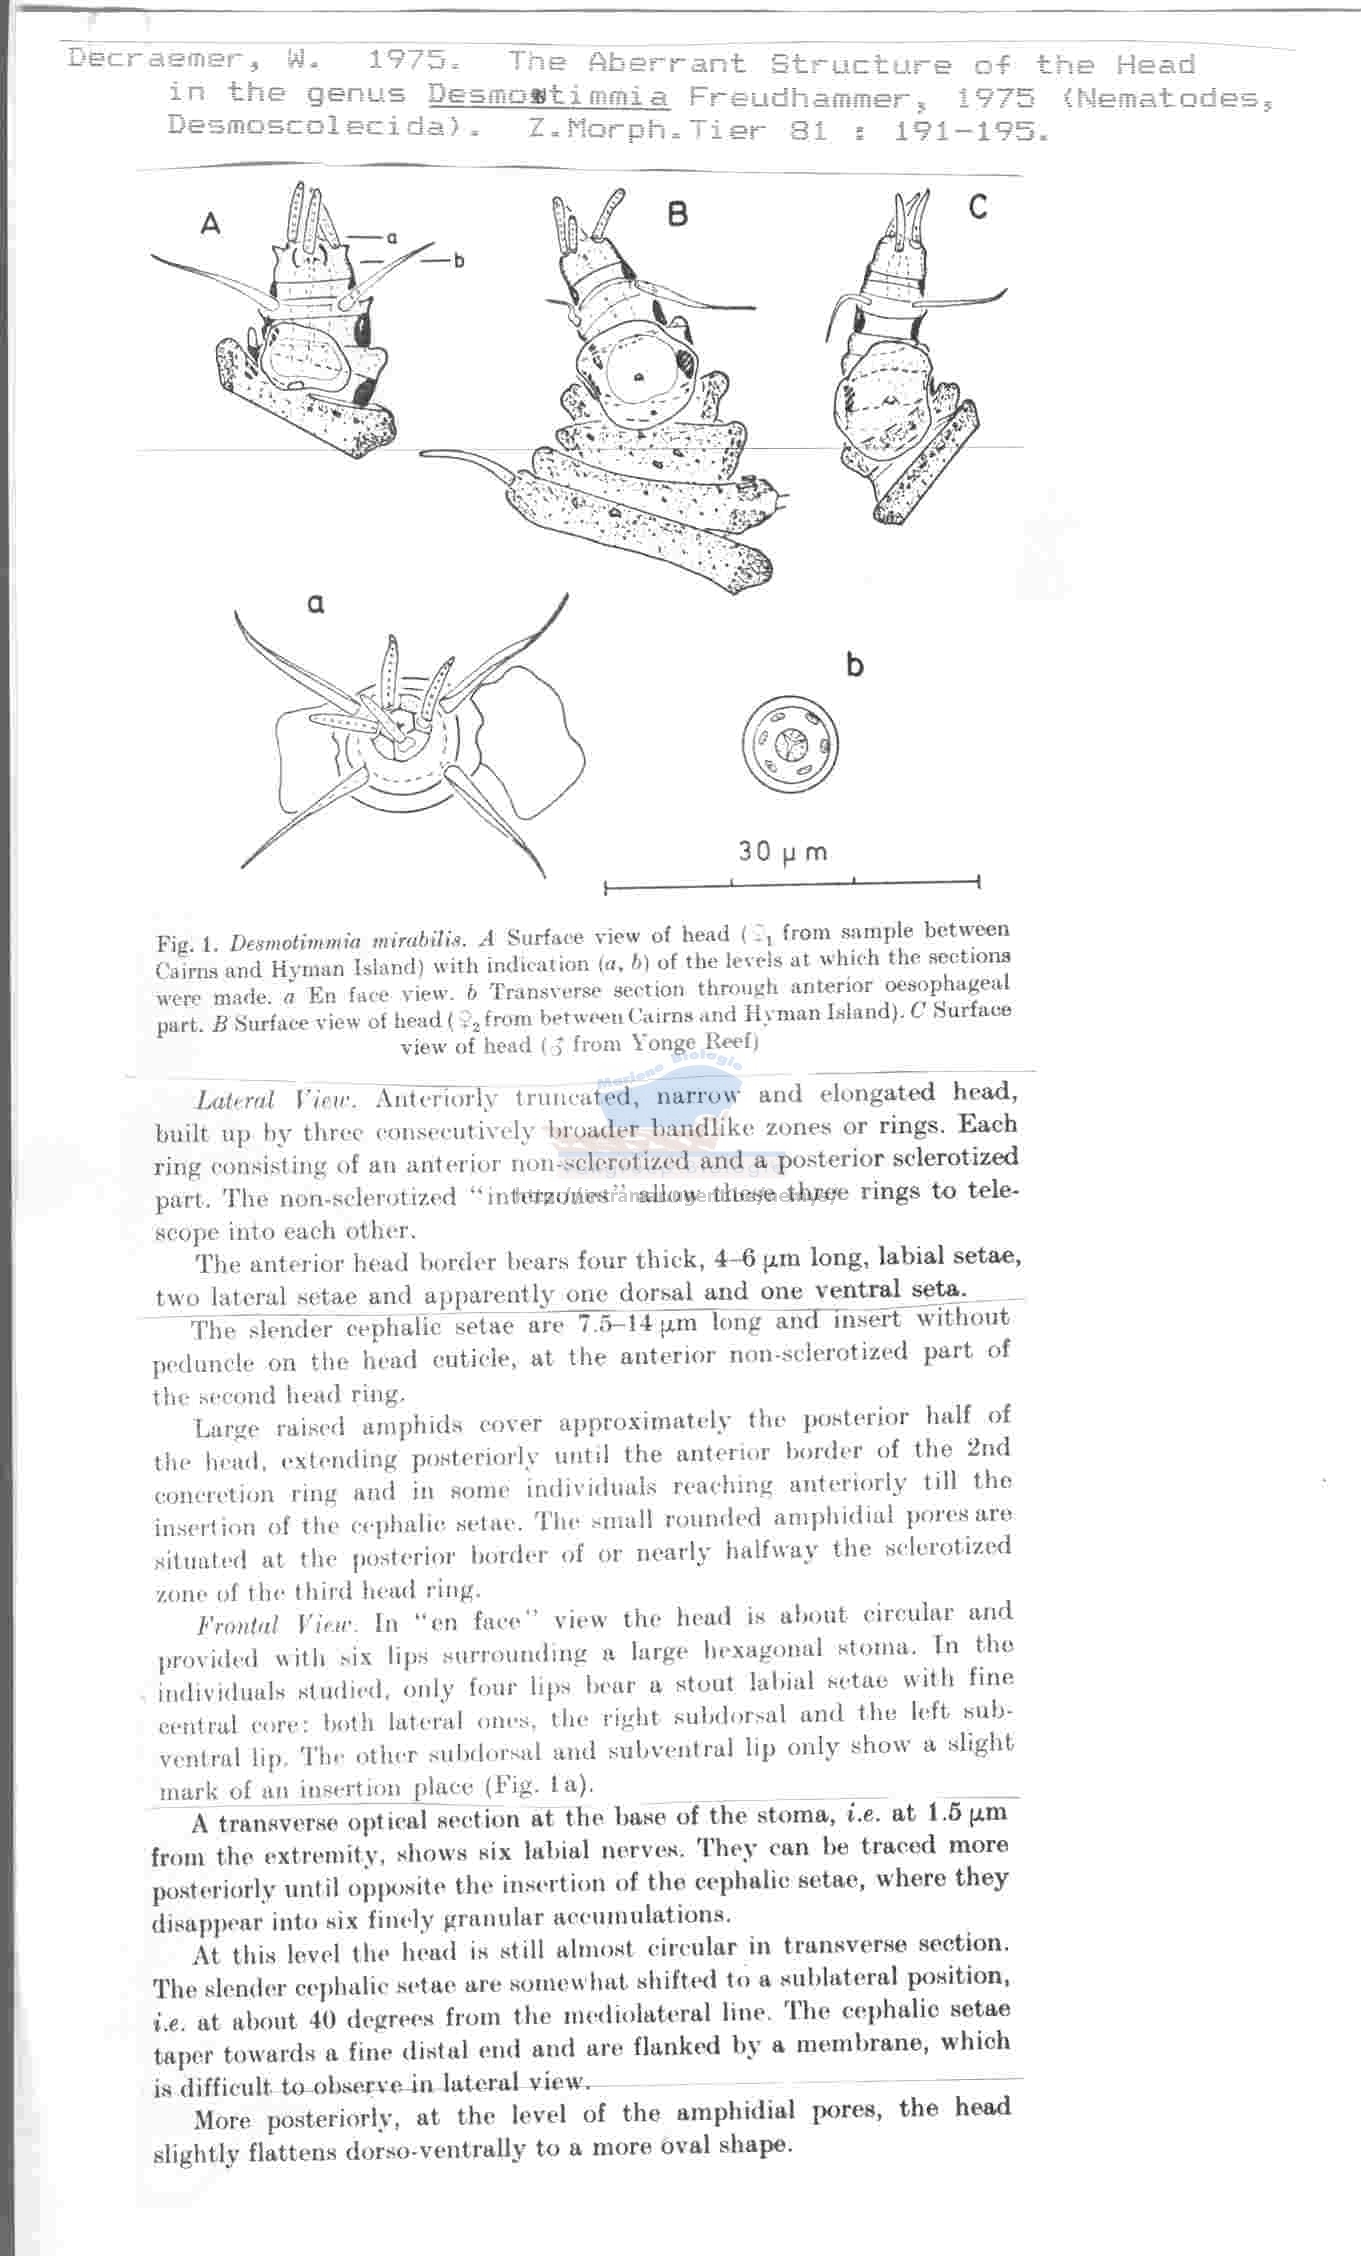 Decraemer, W. 1975. The Aberrant Structure of the Head
in the genus Desmotimmia Freudhammer, 1975 (Nematodes,
Desmoscolecida). Z.Morph.Tier 81 : 191-195.
A
a
b
B
C
a
b
30 µm
Fig. 1. Desmotimmia mirabilis. A Surface view of head (♀1 from sample between
Cairns and Hyman Island) with indication (a, b) of the levels at which the sections
were made. a En face view. b Transverse section through anterior oesophageal
part. B Surface view of head (♀2 from between Cairns and Hyman Island). C Surface
view of head (♂ from Yonge Reef)
Mariene Biologie
Lateral View. Anteriorly truncated, narrow and elongated head,
built up by three consecutively broader bandlike zones or rings. Each
ring consisting of an anterior non-sclerotized and a posterior sclerotized
part. The non-sclerotized "interzones" allow these three rings to tele-
scope into each other.
The anterior head border bears four thick, 4–6 µm long, labial setae,
two lateral setae and apparently one dorsal and one ventral seta.
The slender cephalic setae are 7.5–14 µm long and insert without
peduncle on the head cuticle, at the anterior non-sclerotized part of
the second head ring.
Large raised amphids cover approximately the posterior half of
the head, extending posteriorly until the anterior border of the 2nd
concretion ring and in some individuals reaching anteriorly till the
insertion of the cephalic setae. The small rounded amphidial pores are
situated at the posterior border of or nearly halfway the sclerotized
zone of the third head ring.
Frontal View. In "en face" view the head is about circular and
provided with six lips surrounding a large hexagonal stoma. In the
individuals studied, only four lips bear a stout labial setae with fine
central core: both lateral ones, the right subdorsal and the left sub-
ventral lip. The other subdorsal and subventral lip only show a slight
mark of an insertion place (Fig. 1a).
A transverse optical section at the base of the stoma, i.e. at 1.5 µm
from the extremity, shows six labial nerves. They can be traced more
posteriorly until opposite the insertion of the cephalic setae, where they
disappear into six finely granular accumulations.
At this level the head is still almost circular in transverse section.
The slender cephalic setae are somewhat shifted to a sublateral position,
i.e. at about 40 degrees from the mediolateral line. The cephalic setae
taper towards a fine distal end and are flanked by a membrane, which
is difficult to observe in lateral view.
More posteriorly, at the level of the amphidial pores, the head
slightly flattens dorso-ventrally to a more oval shape.